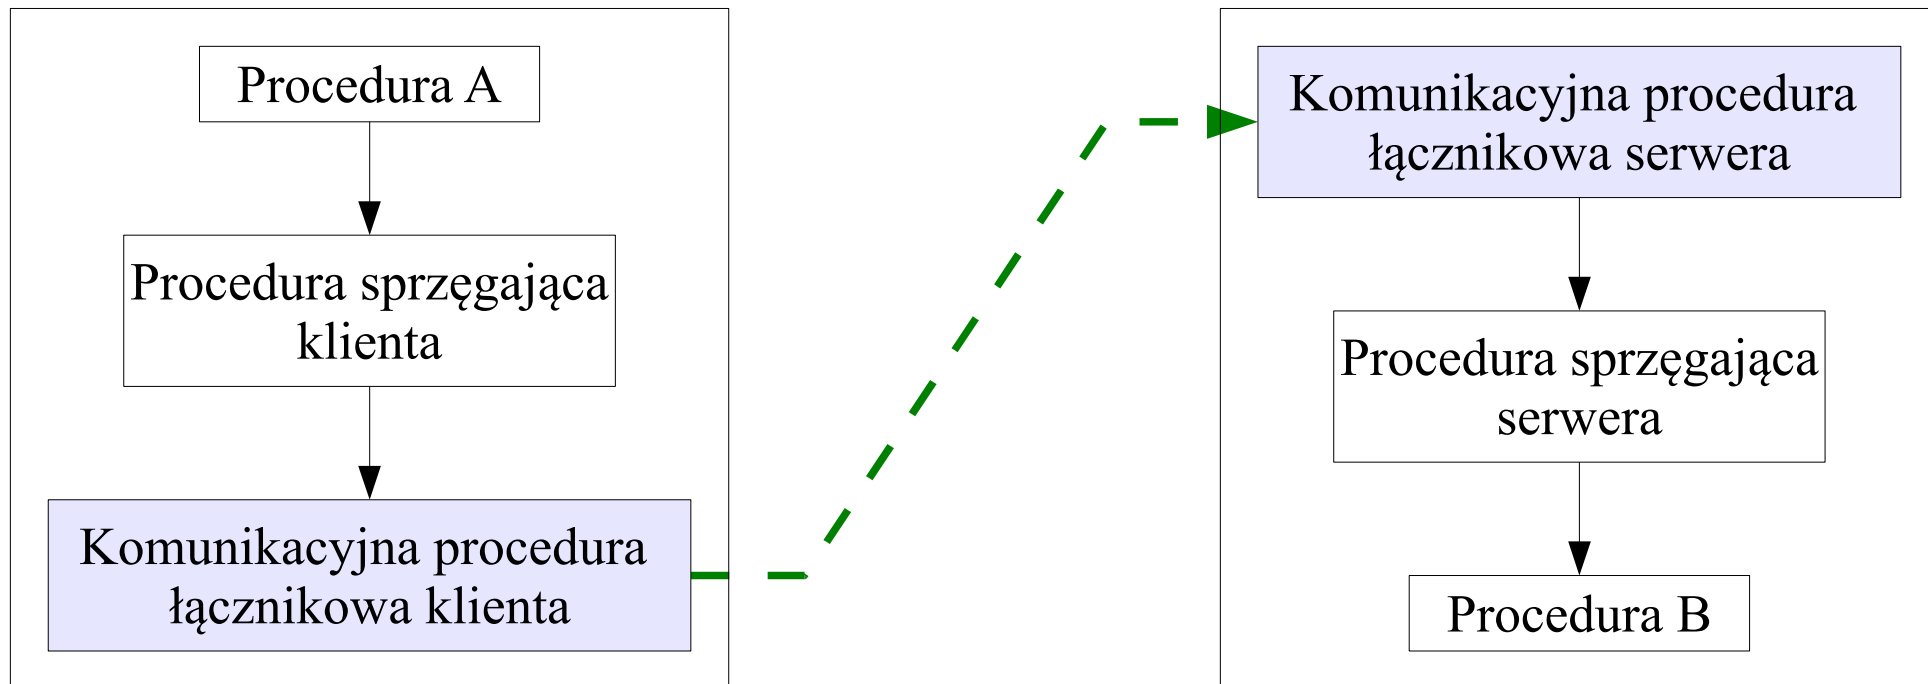 Procedura A
Procedura sprzęgająca
klienta
Komunikacyjna procedura
łącznikowa klienta
Komunikacyjna procedura
łącznikowa serwera
Procedura sprzęgająca
serwera
Procedura B